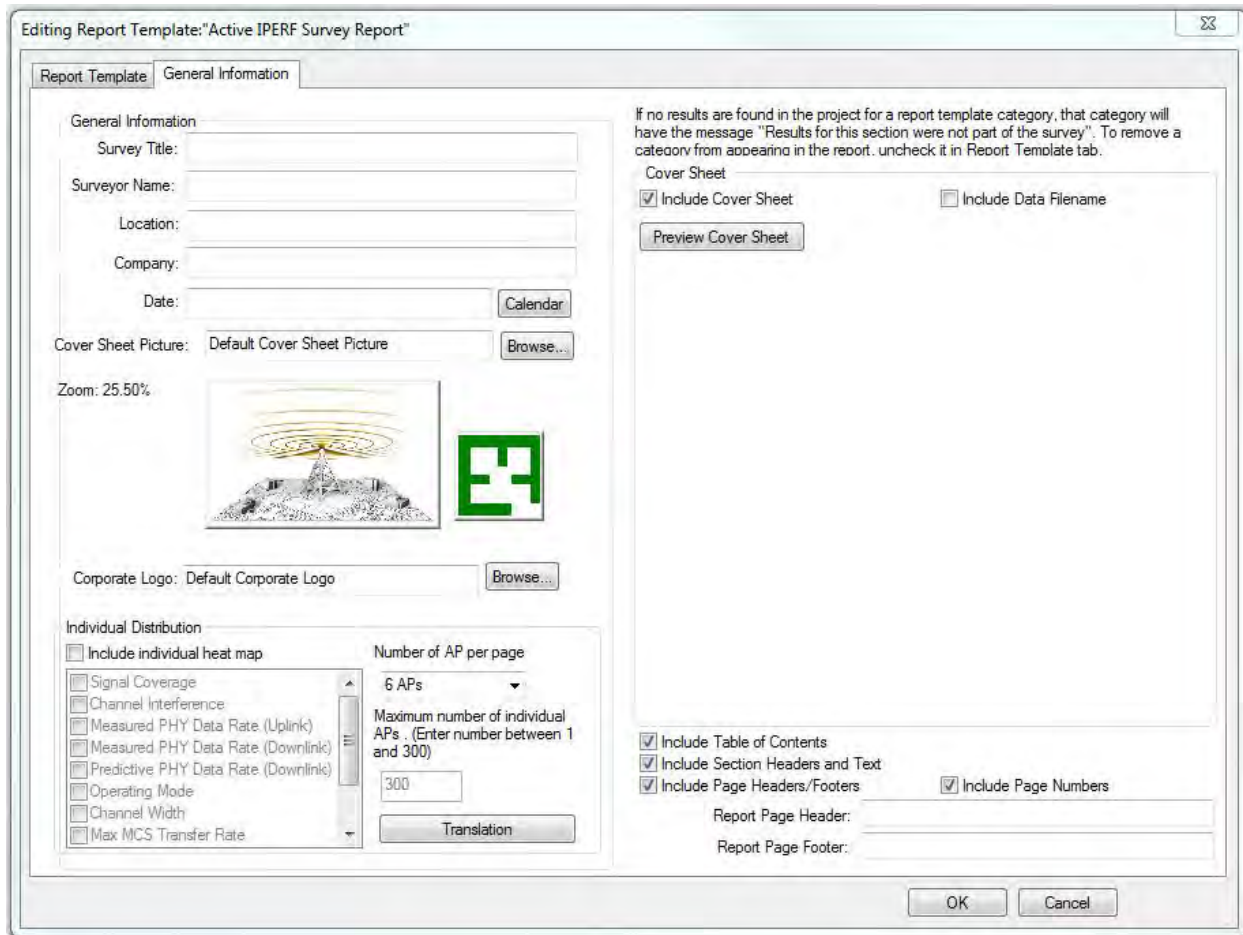 Editing Report Template:"Active IPERF Survey Report"
Report Template
General Information
General Information
Survey Title:
Surveyor Name:
Location:
Company:
Date:
Calendar
Cover Sheet Picture:
Default Cover Sheet Picture
Browse...
Zoom: 25.50%
Corporate Logo:
Default Corporate Logo
Browse...
Individual Distribution
Include individual heat map
Signal Coverage
Channel Interference
Measured PHY Data Rate (Uplink)
Measured PHY Data Rate (Downlink)
Predictive PHY Data Rate (Downlink)
Operating Mode
Channel Width
Max MCS Transfer Rate
Number of AP per page
6 APs
Maximum number of individual
APs . (Enter number between 1
and 300)
300
Translation
If no results are found in the project for a report template category, that category will
have the message "Results for this section were not part of the survey". To remove a
category from appearing in the report, uncheck it in Report Template tab.
Cover Sheet
Include Cover Sheet
Include Data Filename
Preview Cover Sheet
Include Table of Contents
Include Section Headers and Text
Include Page Headers/Footers
Include Page Numbers
Report Page Header:
Report Page Footer:
OK
Cancel